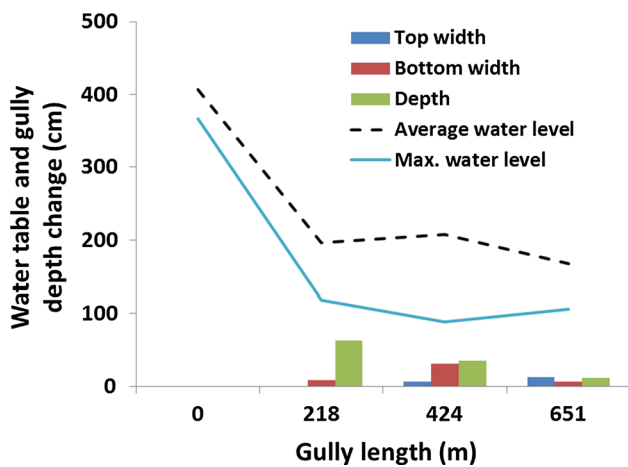 500
400
300
200
100
0
Water table and gully
depth change (cm)
Top width
Bottom width
Depth
Average water level
Max. water level
0 218 424 651
Gully length (m)